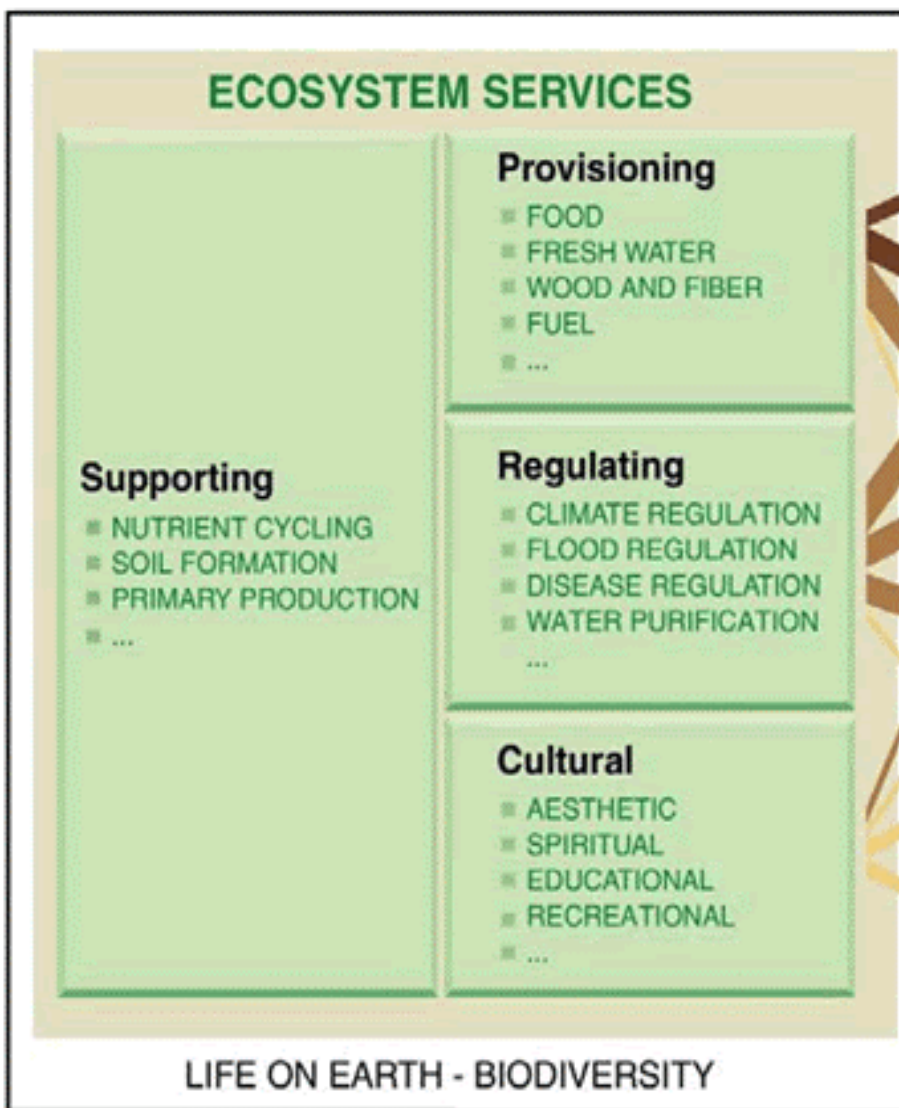 ECOSYSTEM SERVICES
Supporting
NUTRIENT CYCLING
SOIL FORMATION
PRIMARY PRODUCTION
...
Provisioning
FOOD
FRESH WATER
WOOD AND FIBER
FUEL
...
Regulating
CLIMATE REGULATION
FLOOD REGULATION
DISEASE REGULATION
WATER PURIFICATION
...
Cultural
AESTHETIC
SPIRITUAL
EDUCATIONAL
RECREATIONAL
...
LIFE ON EARTH - BIODIVERSITY